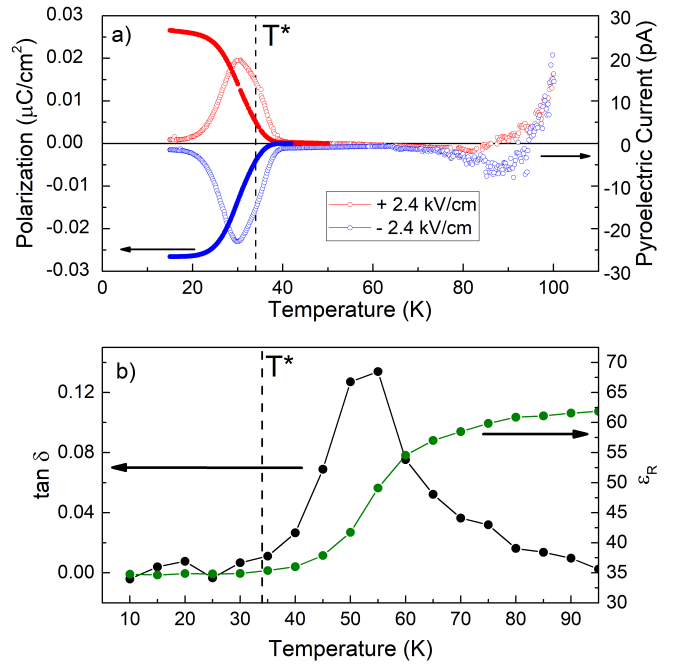 a)
T*
Polarization (μC/cm²)
0.03
0.02
0.01
0.00
-0.01
-0.02
-0.03
30
20
10
0
-10
-20
-30
Pyroelectric Current (pA)
+ 2.4 kV/cm
- 2.4 kV/cm
0 20 40 60 80 100
Temperature (K)
b)
T*
tan δ
0.12
0.08
0.04
0.00
70
65
60
55
50
45
40
35
30
εR
10 20 30 40 50 60 70 80 90
Temperature (K)